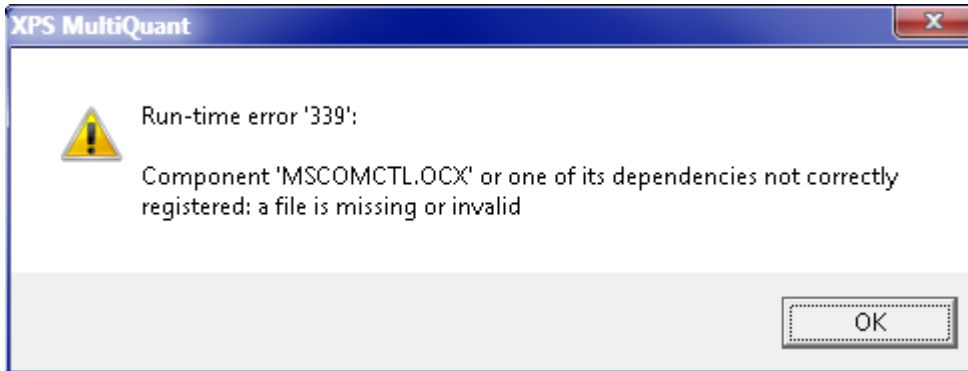 XPS MultiQuant
Run-time error '339':
Component 'MSCOMCTL.OCX' or one of its dependencies not correctly
registered: a file is missing or invalid
OK